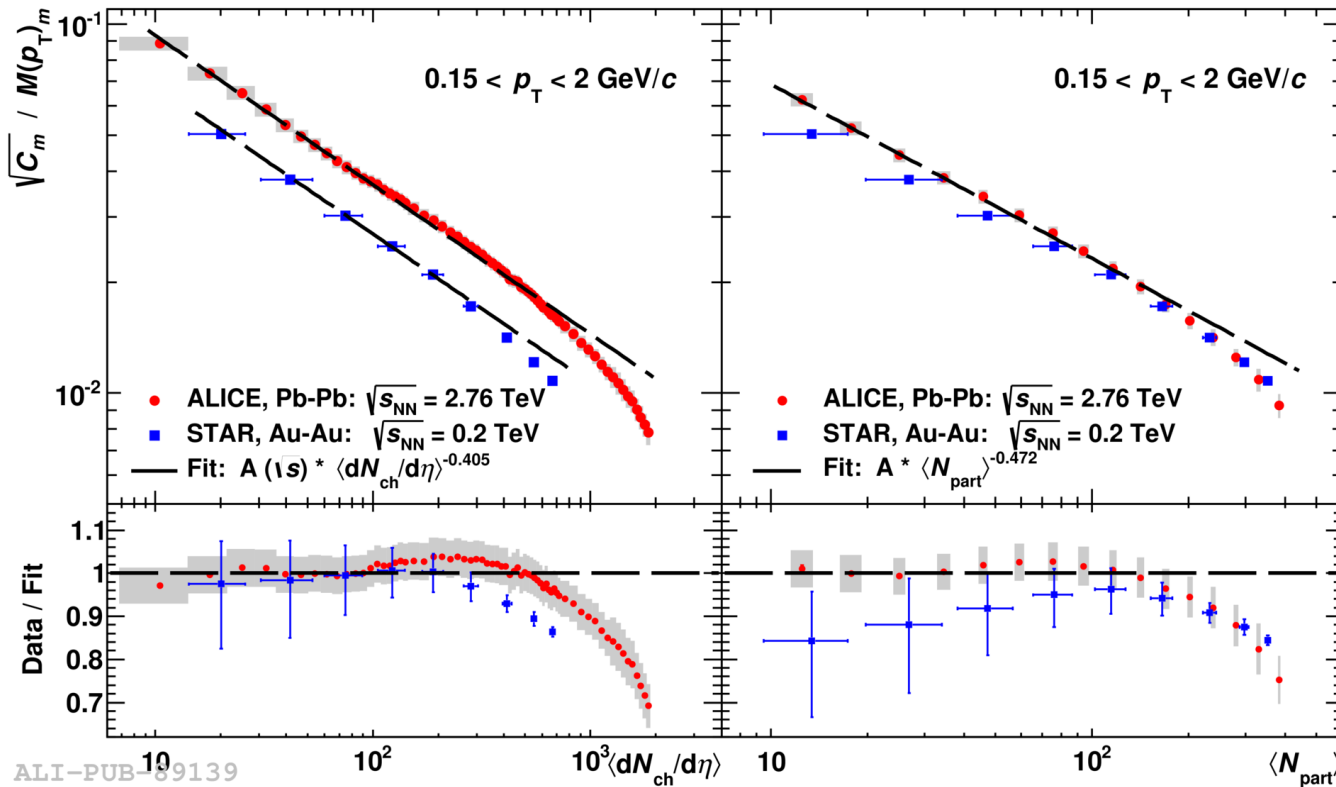 √C_m / M(p_T)_m
10⁻¹
10⁻²
0.15 < p_T < 2 GeV/c
ALICE, Pb-Pb: √s_NN = 2.76 TeV
STAR, Au-Au: √s_NN = 0.2 TeV
Fit: A (√s) * ⟨dN_ch/dη⟩^-0.405
0.15 < p_T < 2 GeV/c
ALICE, Pb-Pb: √s_NN = 2.76 TeV
STAR, Au-Au: √s_NN = 0.2 TeV
Fit: A * ⟨N_part⟩^-0.472
Data / Fit
1.1
1
0.9
0.8
0.7
10 10² 10³ ⟨dN_ch/dη⟩
10 10² ⟨N_part⟩
ALI-PUB-89139